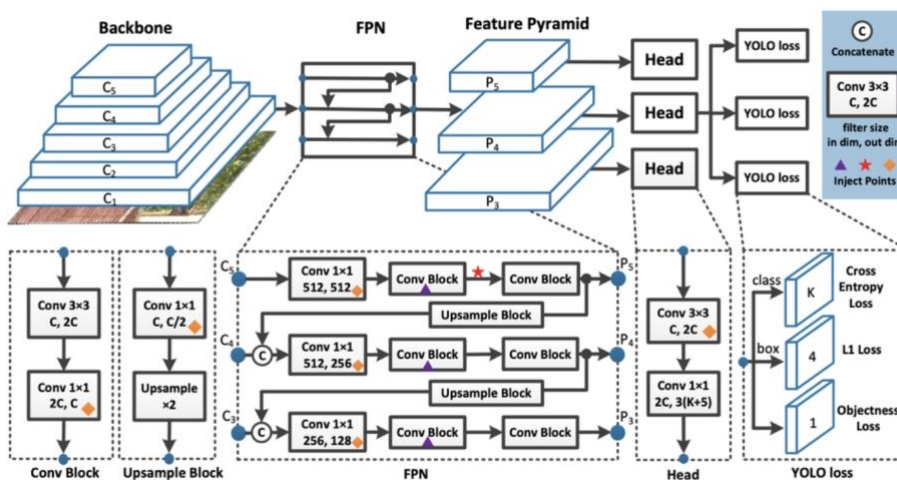 Backbone
FPN
Feature Pyramid
C5
C4
C3
C2
C1
P5
P4
P3
Head
Head
Head
YOLO loss
YOLO loss
YOLO loss
C
Concatenate
Conv 3×3
C, 2C
filter size
in dim, out dim
Inject Points
Conv 3×3
C, 2C
Conv 1×1
2C, C
Conv Block
Conv 1×1
C, C/2
Upsample
×2
Upsample Block
C5
Conv 1×1
512, 512
Conv Block
Conv Block
P5
Upsample Block
C4
C
Conv 1×1
512, 256
Conv Block
Conv Block
P4
Upsample Block
C3
C
Conv 1×1
256, 128
Conv Block
Conv Block
P3
FPN
Conv 3×3
C, 2C
Conv 1×1
2C, 3(K+5)
Head
class
K
Cross
Entropy
Loss
box
4
L1 Loss
1
Objectness
Loss
YOLO loss